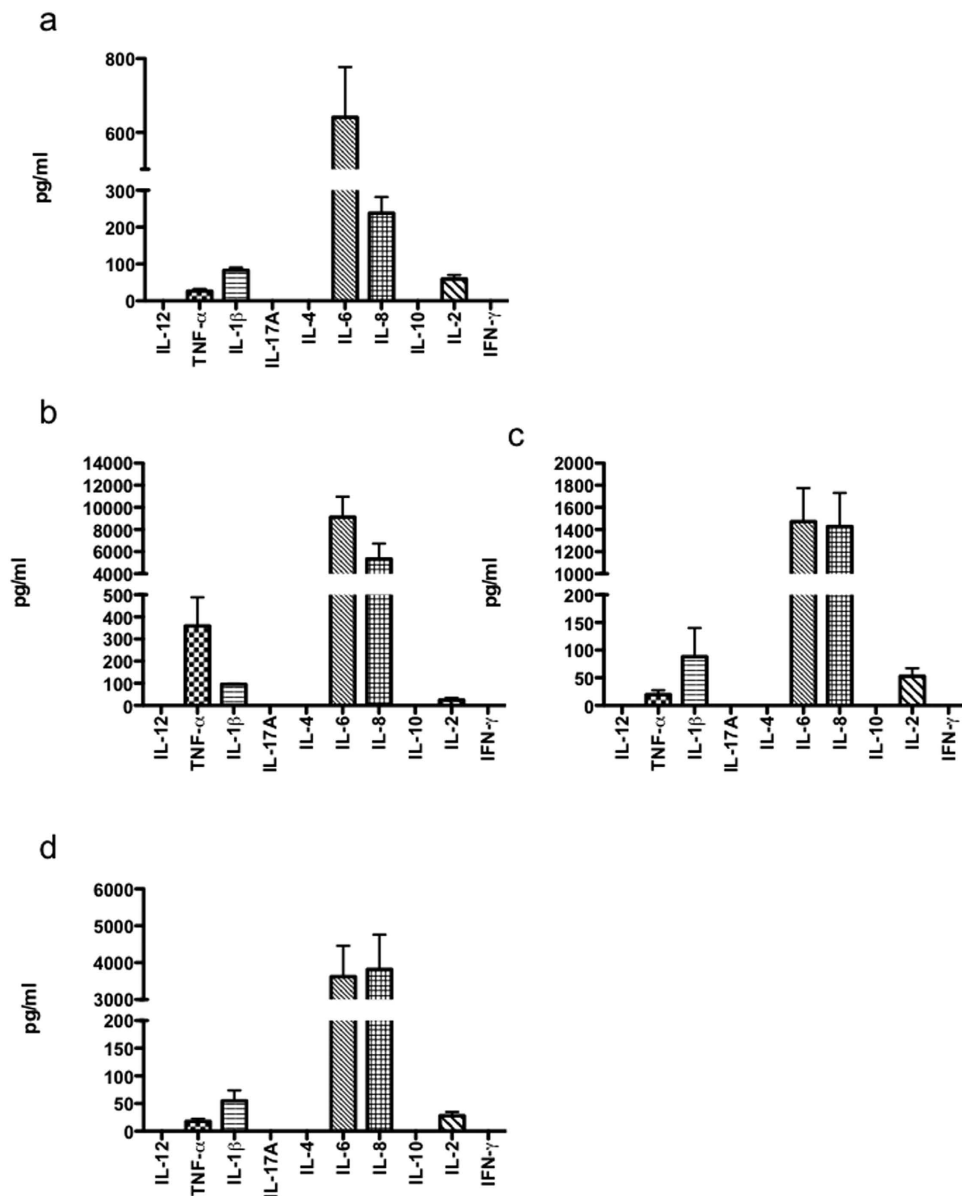 a
800
600
300
200
100
0
pg/ml
IL-12
TNF-α
IL-1β
IL-17A
IL-4
IL-6
IL-8
IL-10
IL-2
IFN-γ
b
14000
12000
10000
8000
6000
4000
500
400
300
200
100
0
pg/ml
IL-12
TNF-α
IL-1β
IL-17A
IL-4
IL-6
IL-8
IL-10
IL-2
IFN-γ
c
2000
1800
1600
1400
1200
1000
200
150
100
50
0
pg/ml
IL-12
TNF-α
IL-1β
IL-17A
IL-4
IL-6
IL-8
IL-10
IL-2
IFN-γ
d
6000
5000
4000
3000
200
150
100
50
0
pg/ml
IL-12
TNF-α
IL-1β
IL-17A
IL-4
IL-6
IL-8
IL-10
IL-2
IFN-γ